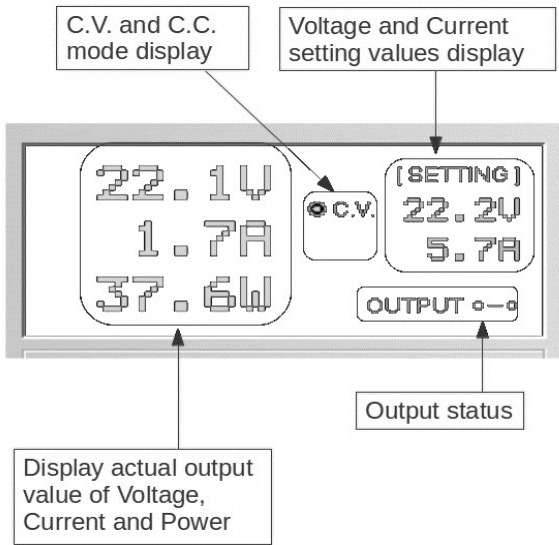 C.V. and C.C.
mode display
Voltage and Current
setting values display
22.1V
1.7A
37.6W
C.V.
[SETTING]
22.2V
5.7A
OUTPUT
Output status
Display actual output
value of Voltage,
Current and Power